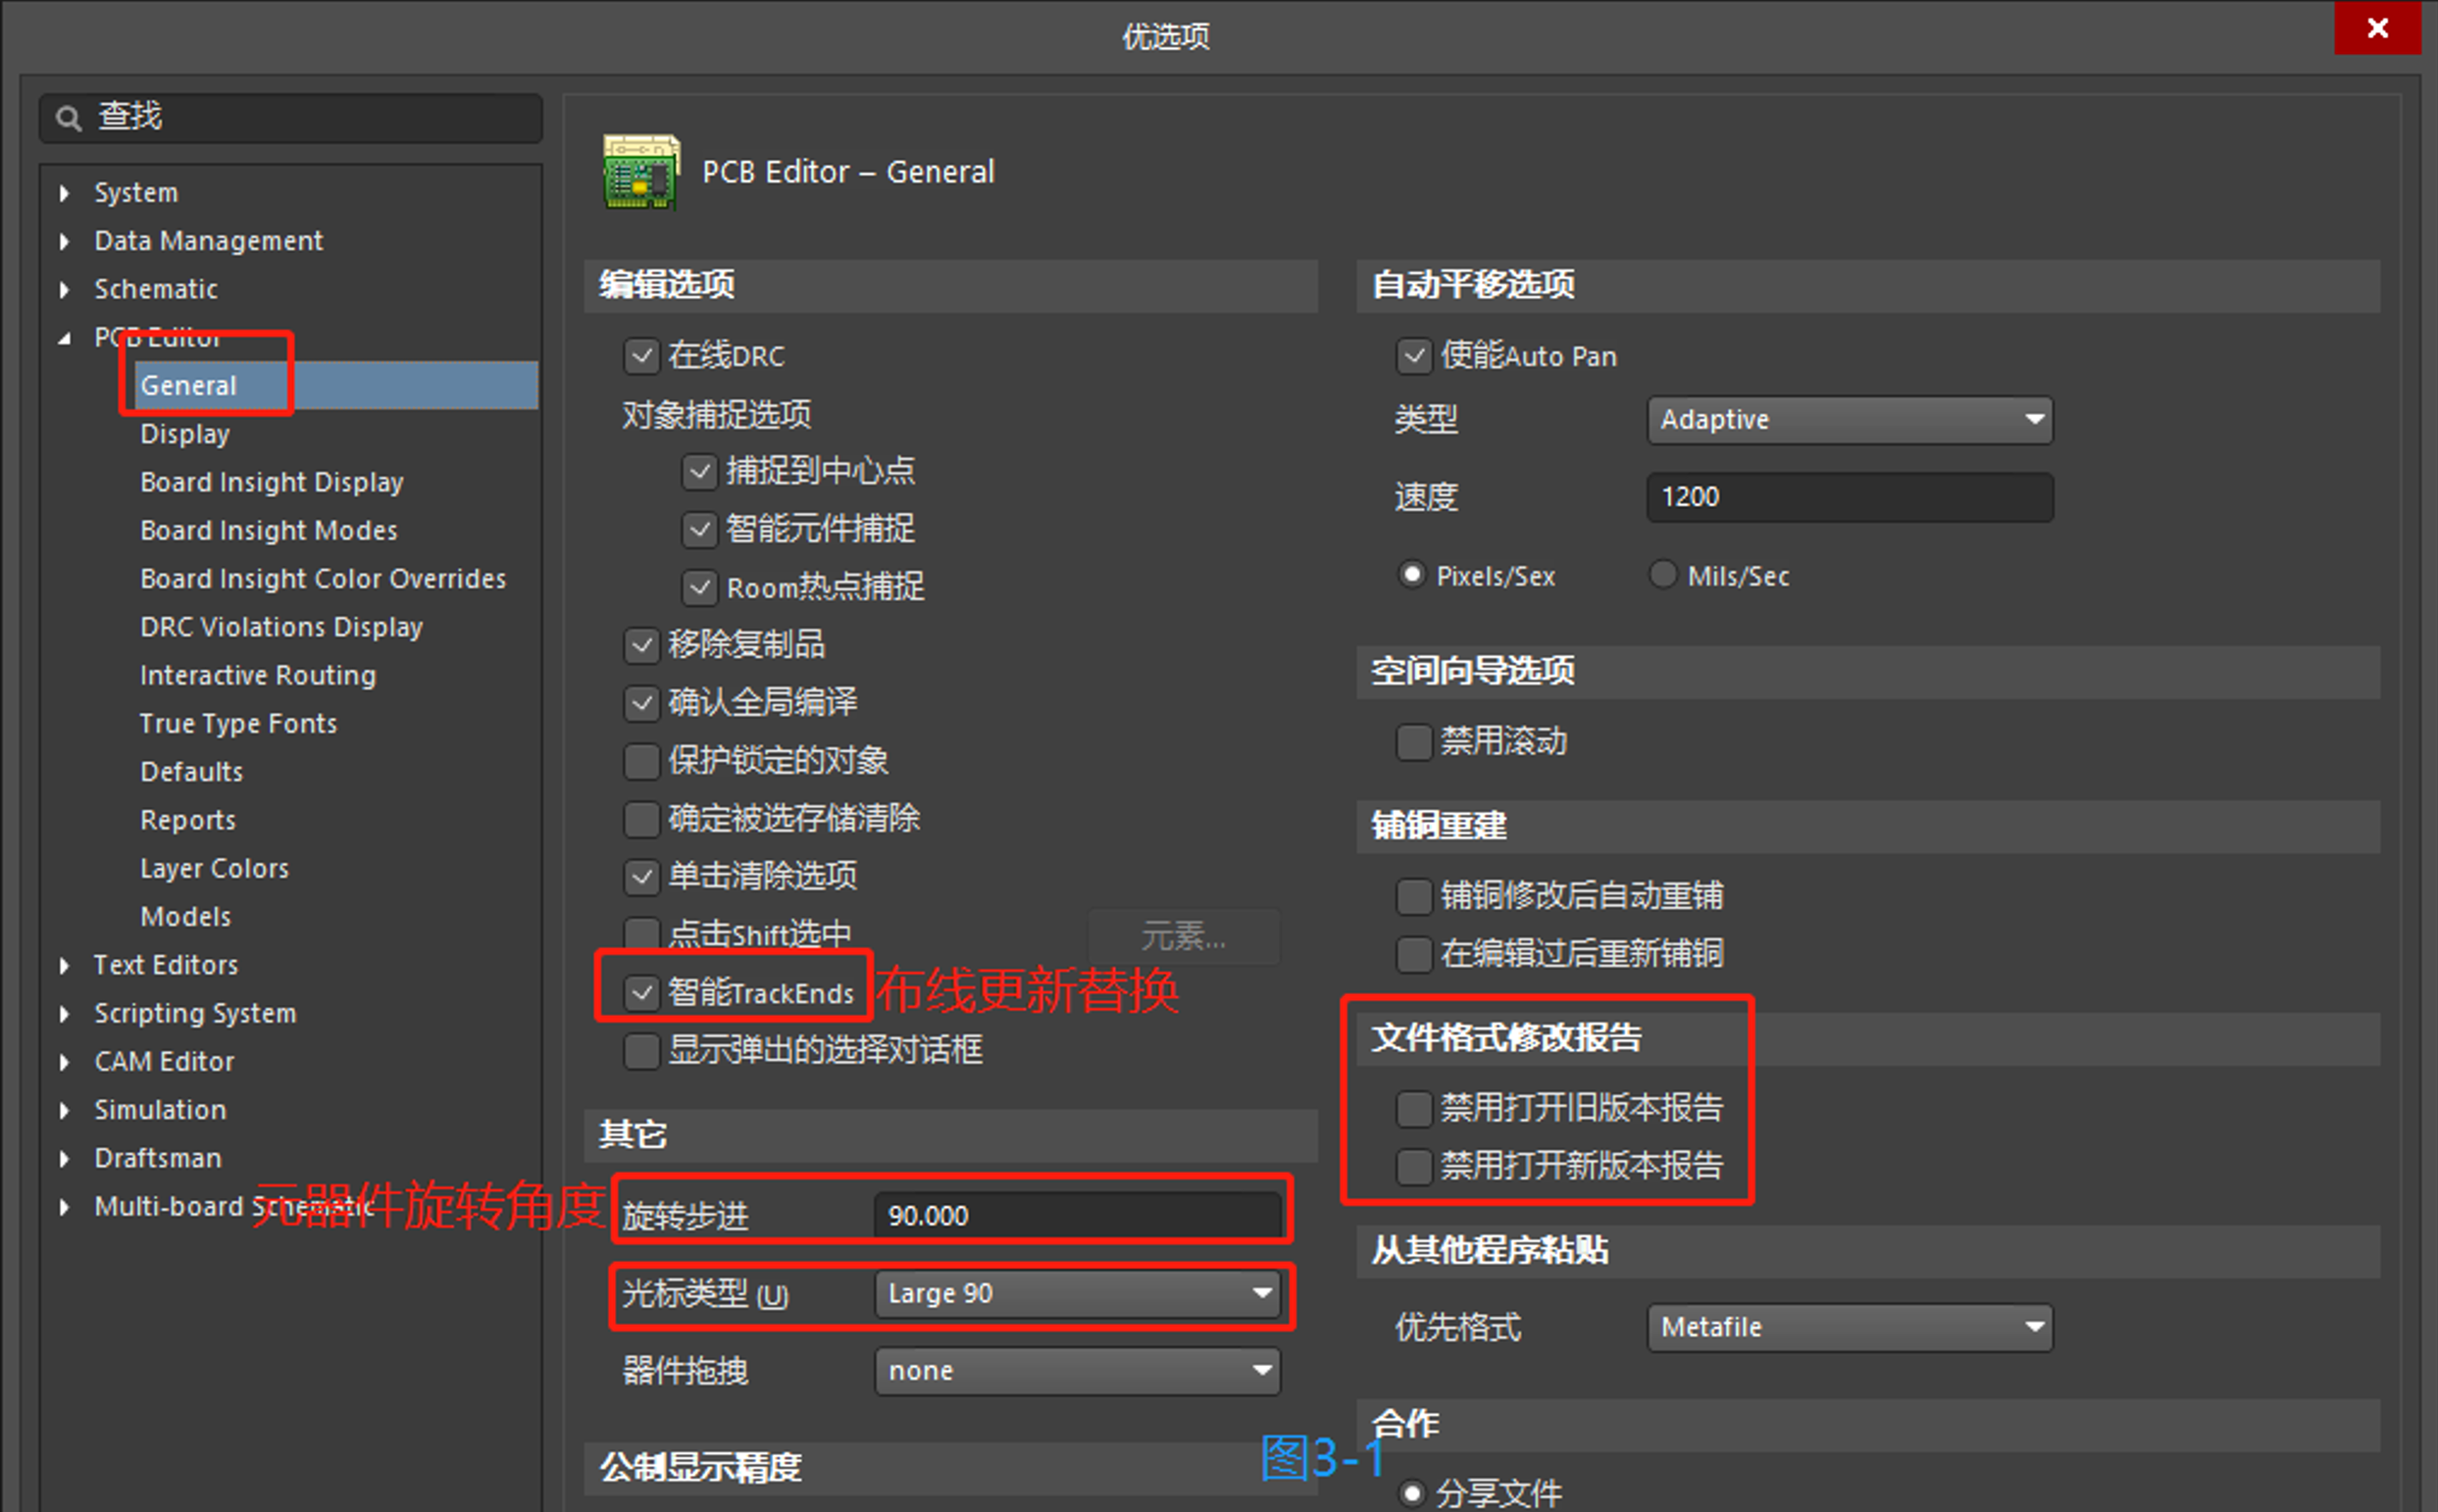 优选项
查找
System
Data Management
Schematic
PCB Editor
General
Display
Board Insight Display
Board Insight Modes
Board Insight Color Overrides
DRC Violations Display
Interactive Routing
True Type Fonts
Defaults
Reports
Layer Colors
Models
Text Editors
Scripting System
CAM Editor
Simulation
Draftsman
Multi-board Schematic
元器件旋转角度
PCB Editor – General
编辑选项
在线DRC
对象捕捉选项
捕捉到中心点
智能元件捕捉
Room热点捕捉
移除复制品
确认全局编译
保护锁定的对象
确定被选存储清除
单击清除选项
点击Shift选中
元素...
智能TrackEnds
布线更新替换
显示弹出的选择对话框
其它
旋转步进
90.000
光标类型 (U)
Large 90
器件拖拽
none
公制显示精度
自动平移选项
使能Auto Pan
类型
Adaptive
速度
1200
Pixels/Sex
Mils/Sec
空间向导选项
禁用滚动
铺铜重建
铺铜修改后自动重铺
在编辑过后重新铺铜
文件格式修改报告
禁用打开旧版本报告
禁用打开新版本报告
从其他程序粘贴
优先格式
Metafile
合作
图3-1
分享文件